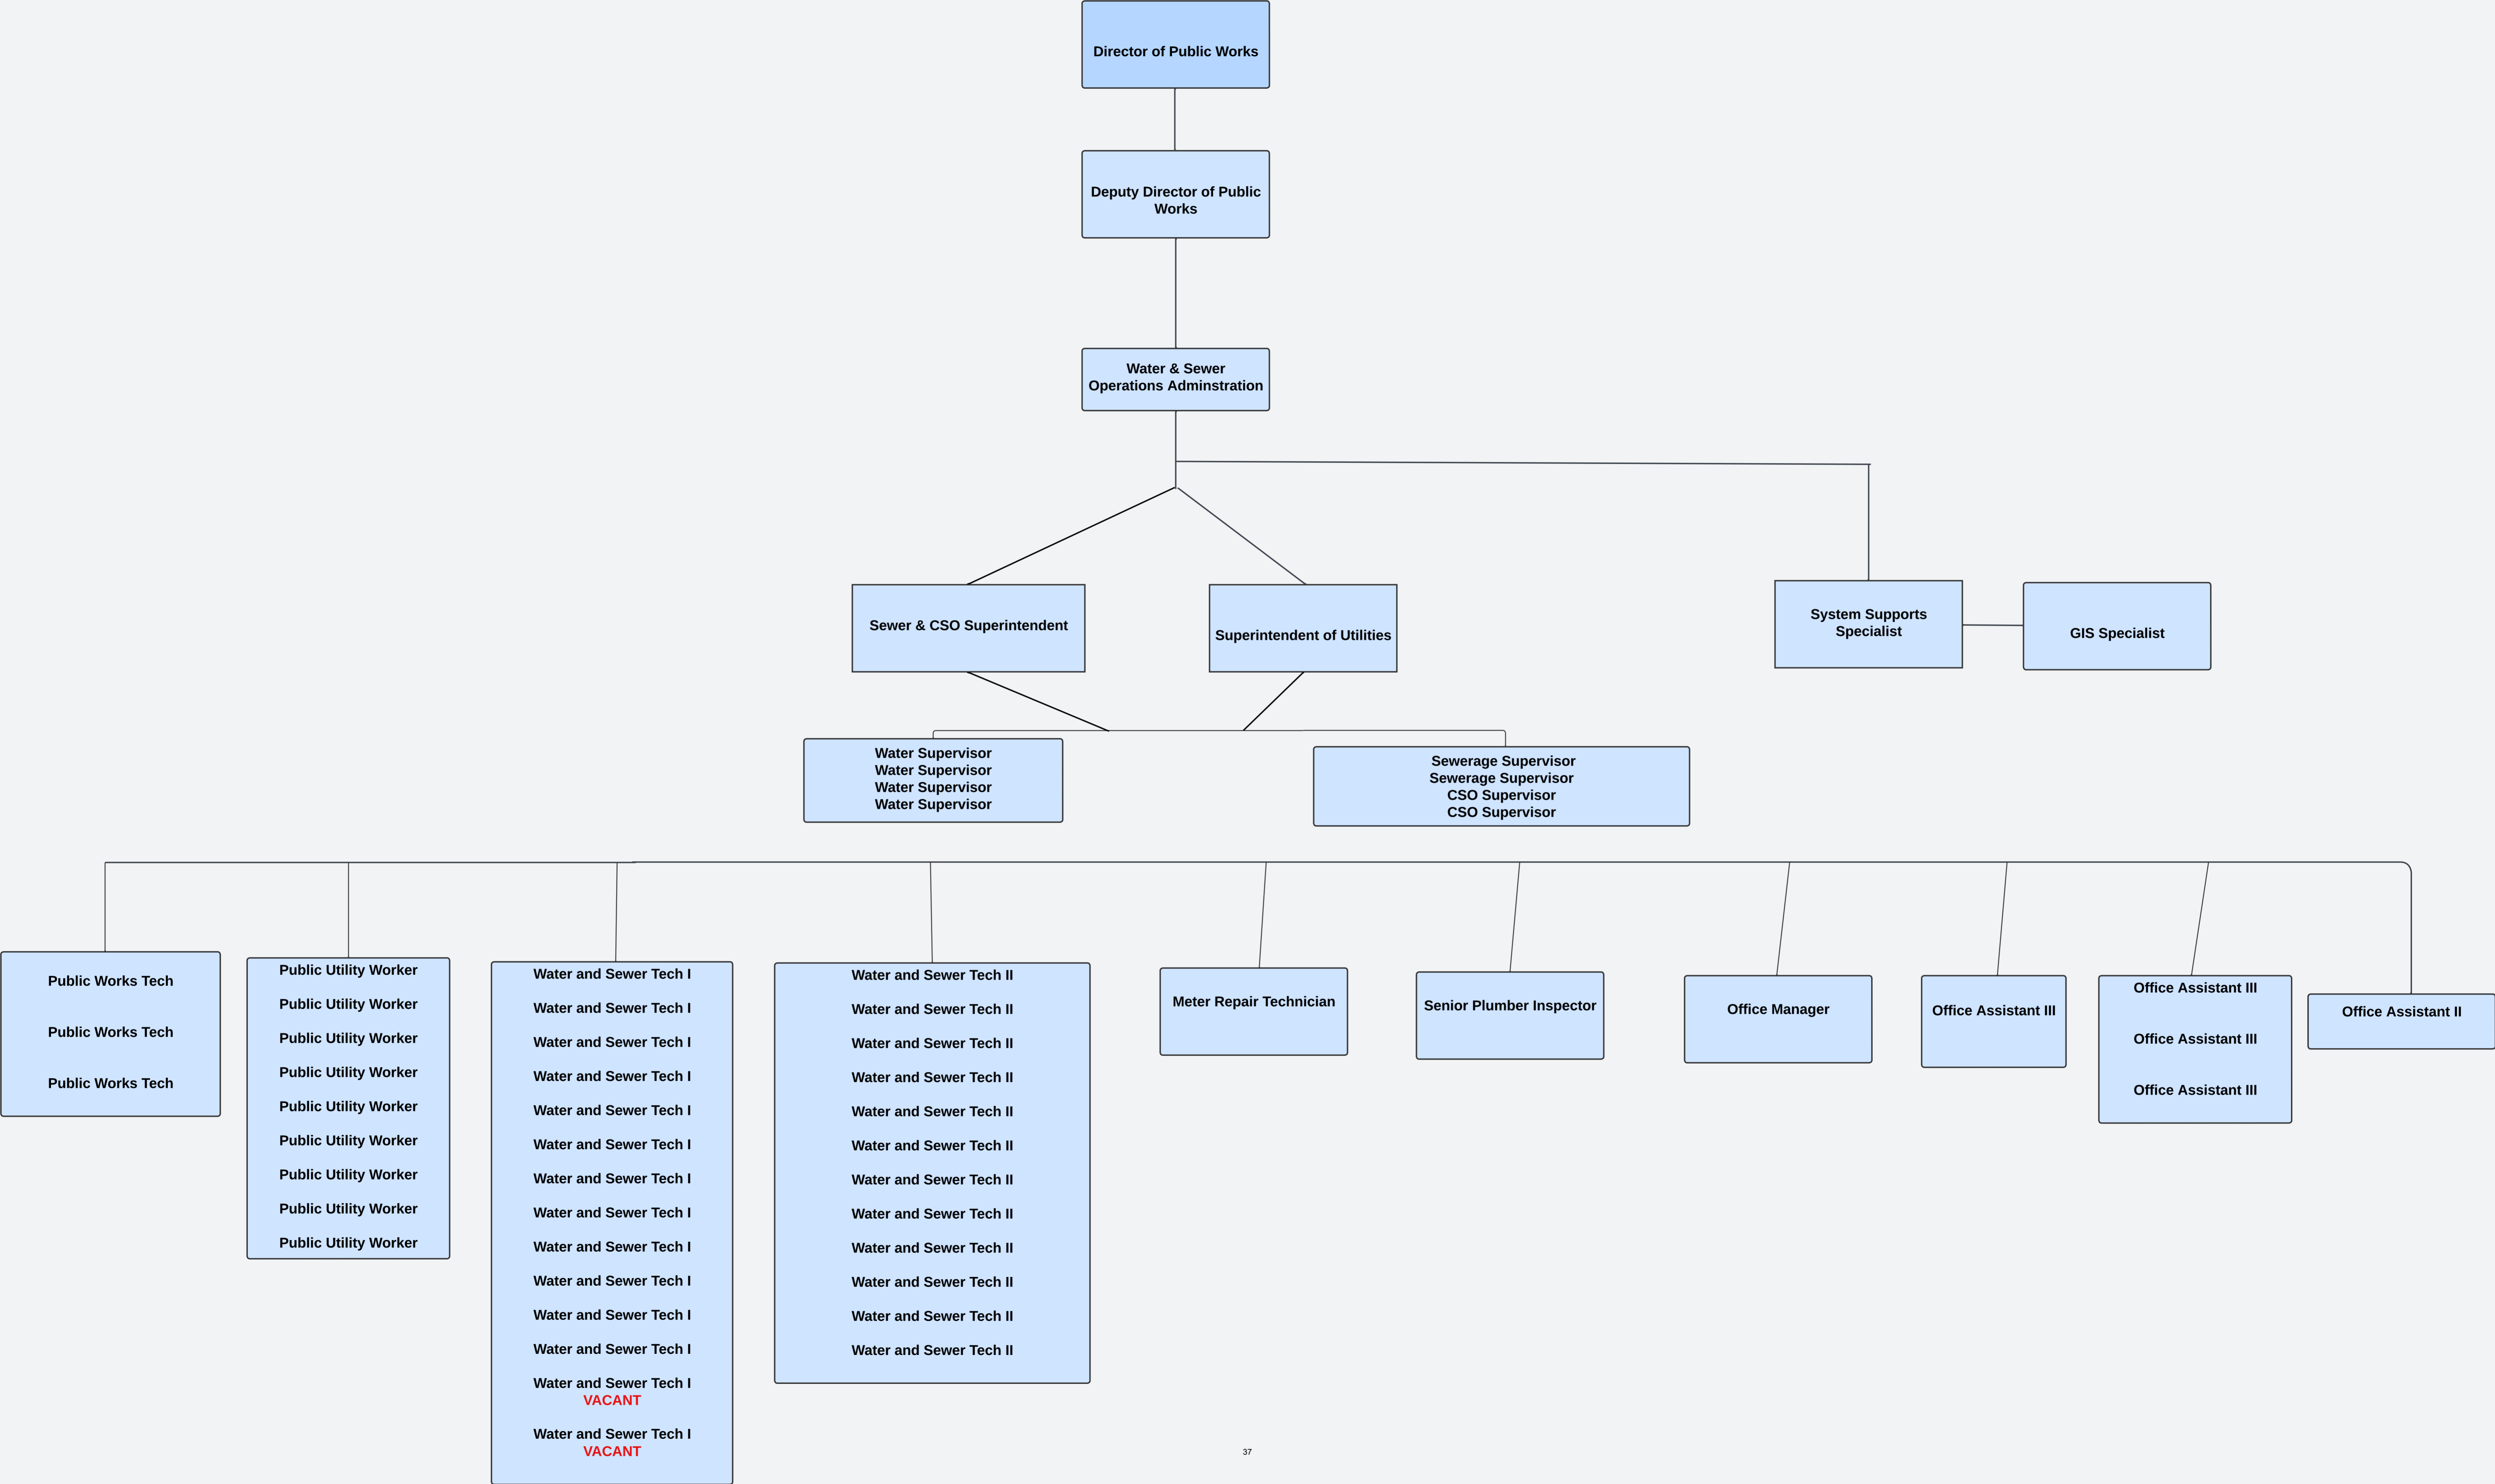 Director of Public Works
Deputy Director of Public
Works
Water & Sewer
Operations Adminstration
Sewer & CSO Superintendent
Superintendent of Utilities
System Supports
Specialist
GIS Specialist
Water Supervisor
Water Supervisor
Water Supervisor
Water Supervisor
Sewerage Supervisor
Sewerage Supervisor
CSO Supervisor
CSO Supervisor
Public Works Tech
Public Works Tech
Public Works Tech
Public Utility Worker
Public Utility Worker
Public Utility Worker
Public Utility Worker
Public Utility Worker
Public Utility Worker
Public Utility Worker
Public Utility Worker
Public Utility Worker
Water and Sewer Tech I
Water and Sewer Tech I
Water and Sewer Tech I
Water and Sewer Tech I
Water and Sewer Tech I
Water and Sewer Tech I
Water and Sewer Tech I
Water and Sewer Tech I
Water and Sewer Tech I
Water and Sewer Tech I
Water and Sewer Tech I
Water and Sewer Tech I
Water and Sewer Tech I
VACANT
Water and Sewer Tech I
VACANT
Water and Sewer Tech II
Water and Sewer Tech II
Water and Sewer Tech II
Water and Sewer Tech II
Water and Sewer Tech II
Water and Sewer Tech II
Water and Sewer Tech II
Water and Sewer Tech II
Water and Sewer Tech II
Water and Sewer Tech II
Water and Sewer Tech II
Water and Sewer Tech II
Meter Repair Technician
Senior Plumber Inspector
Office Manager
Office Assistant III
Office Assistant III
Office Assistant III
Office Assistant III
Office Assistant II
37